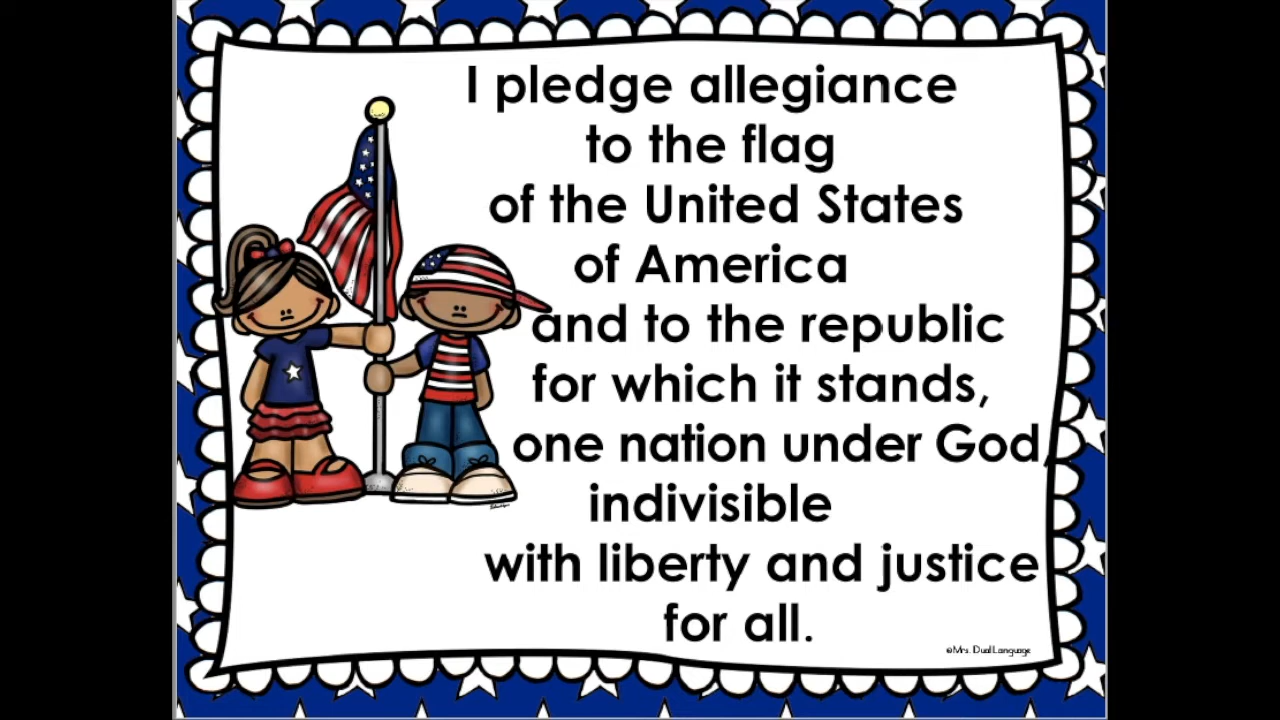 I pledge allegiance
to the flag
of the United States
of America
and to the republic
for which it stands,
one nation under God,
indivisible
with liberty and justice
for all.
©Mrs. Dual Language